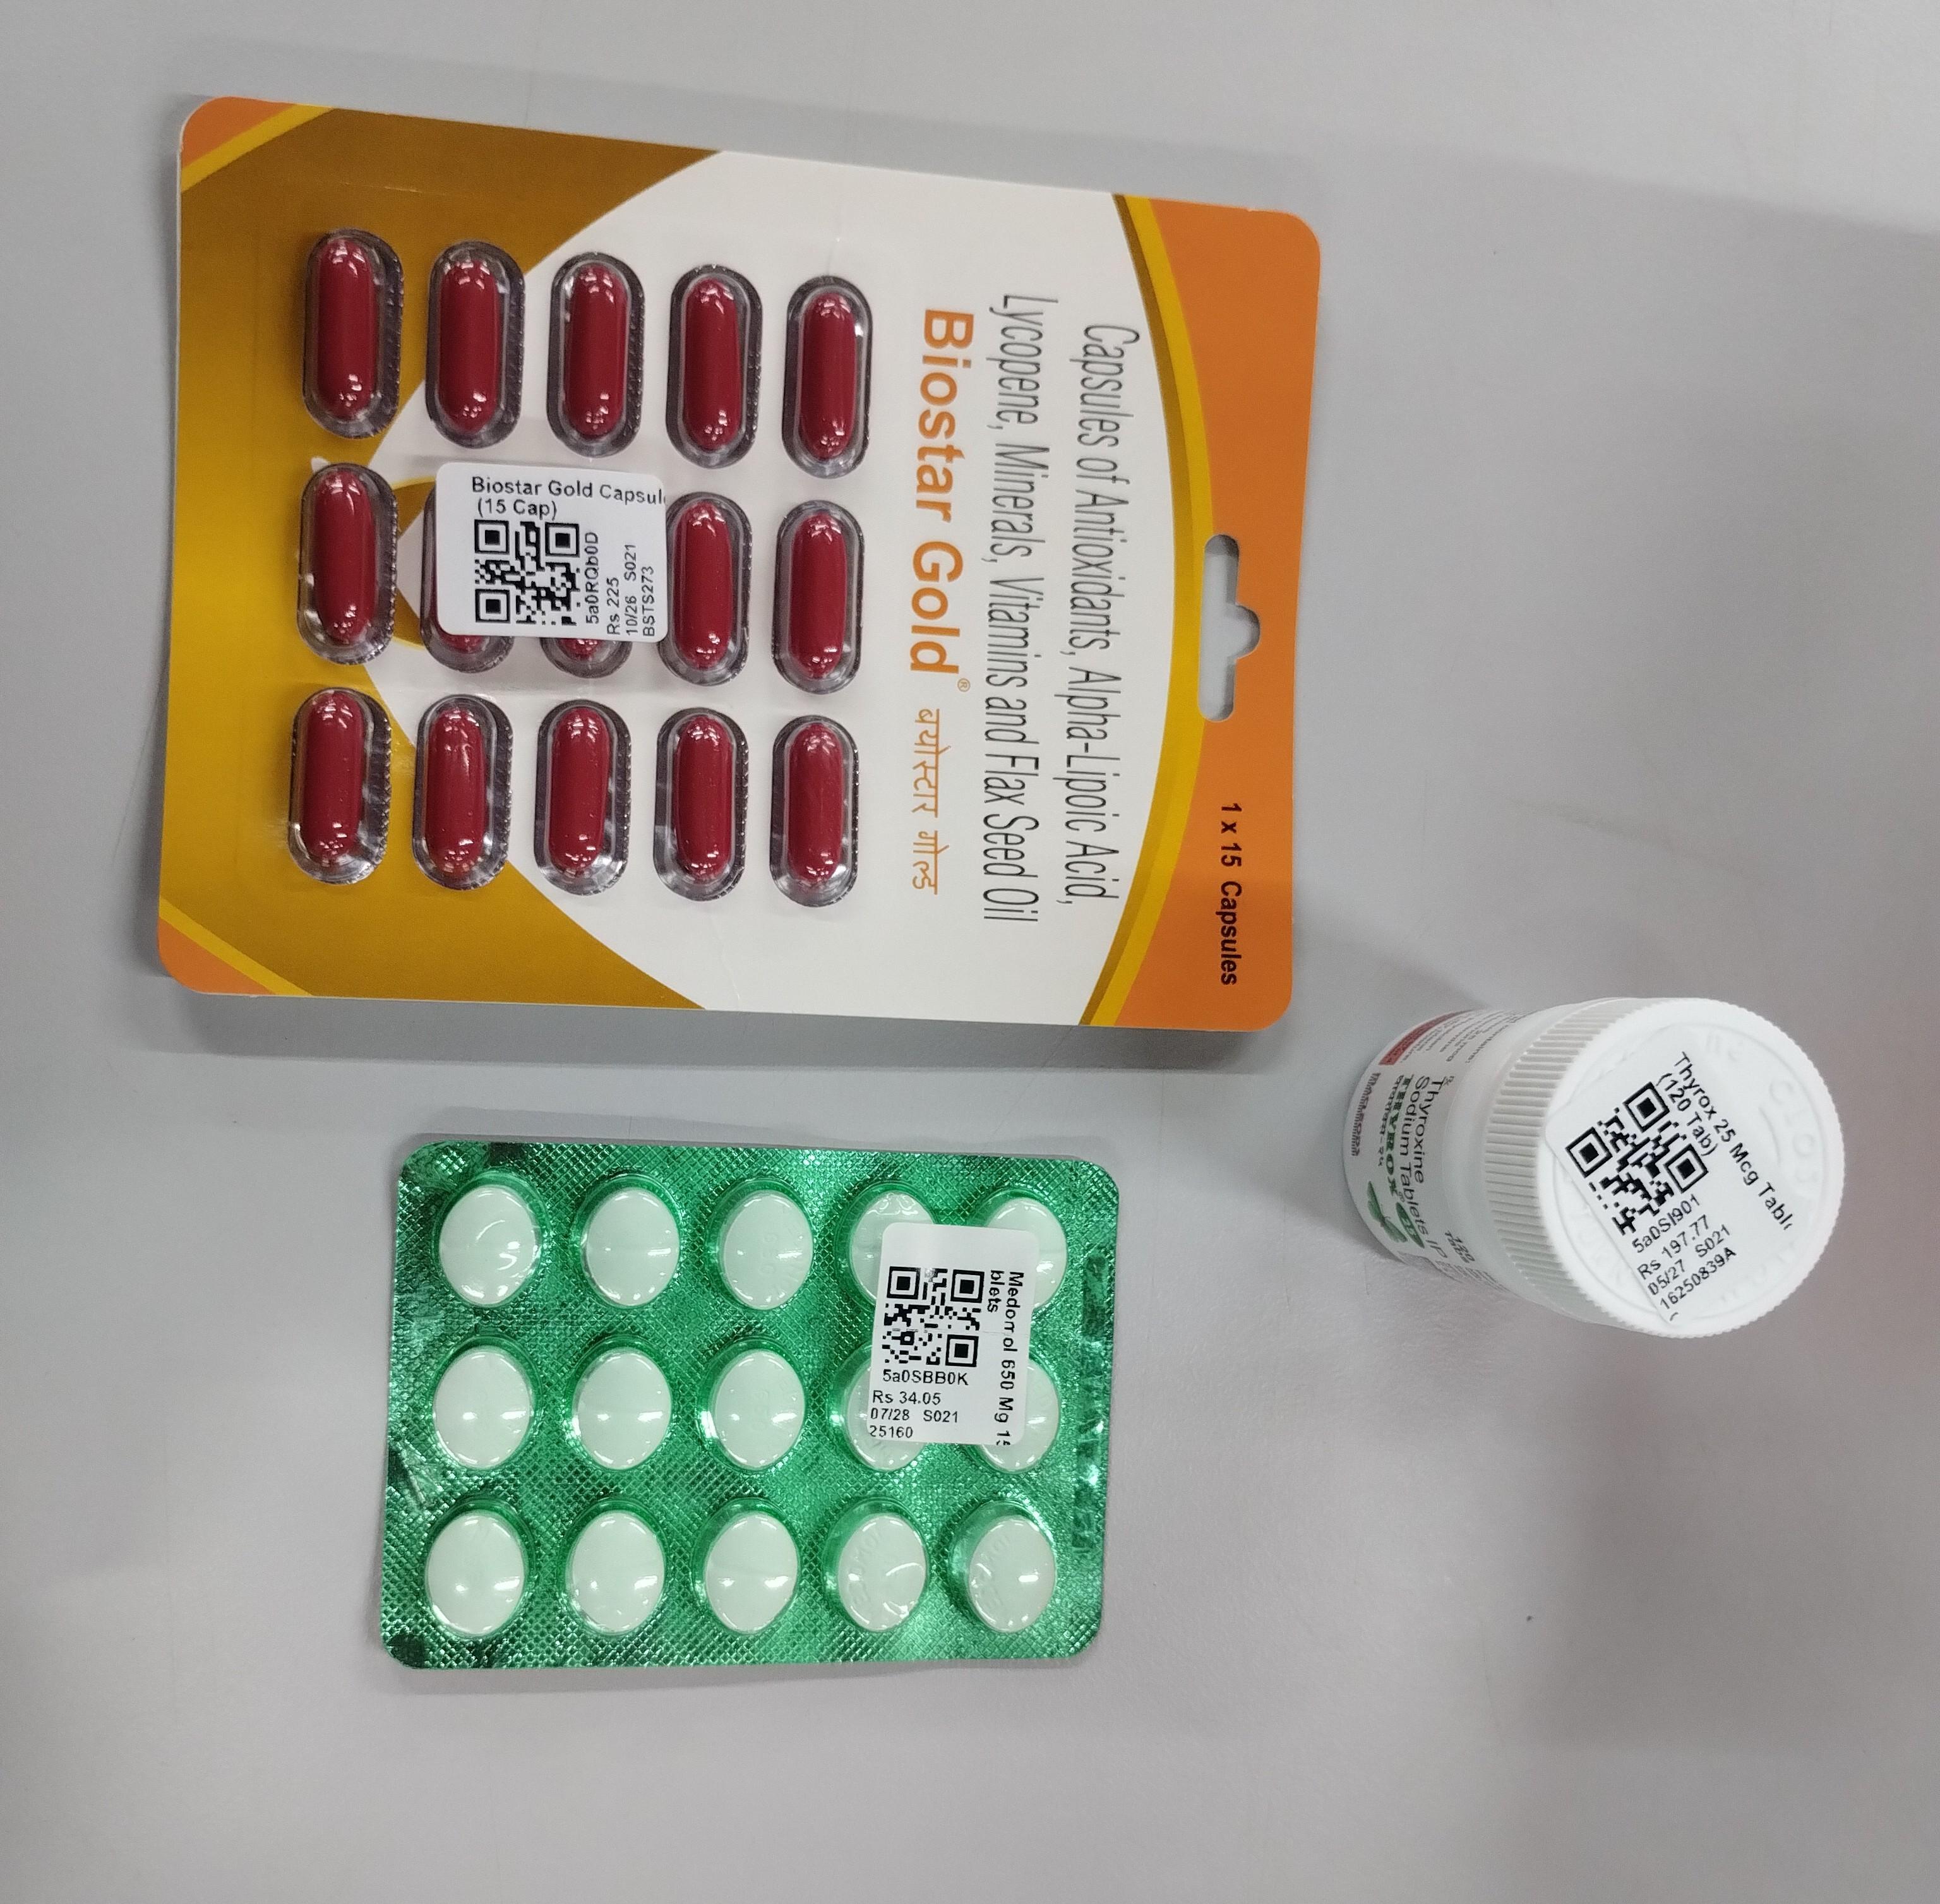 1 x 15 Capsules
Capsules of Antioxidants, Alpha-Lipoic Acid,
Lycopene, Minerals, Vitamins and Flax Seed Oil
Biostar Gold® बयोस्टार गोल्ड
Biostar Gold Capsul
(15 Cap)
5a0RQb0D
Rs 225
10/26 S021
BSTS273
Medomol 650 Mg 15
blets
5a0SBB0K
Rs 34.05
07/28 S021
25160
Thyrox 25 Mcg Tabl
(120 Tab)
5a0SI901
Rs 197.77
05/27 S021
16250839A
Thyroxine
Sodium Tablets IP
THYROX
120